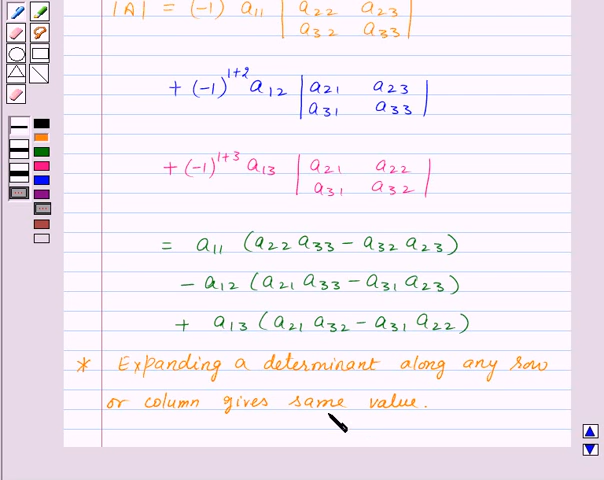 |A| = (-1) a₁₁ | a₂₂ a₂₃ |
| a₃₂ a₃₃ |
+ (-1)¹⁺² a₁₂ | a₂₁ a₂₃ |
| a₃₁ a₃₃ |
+ (-1)¹⁺³ a₁₃ | a₂₁ a₂₂ |
| a₃₁ a₃₂ |
= a₁₁ (a₂₂ a₃₃ - a₃₂ a₂₃)
- a₁₂ (a₂₁ a₃₃ - a₃₁ a₂₃)
+ a₁₃ (a₂₁ a₃₂ - a₃₁ a₂₂)
* Expanding a determinant along any row
or column gives same value.